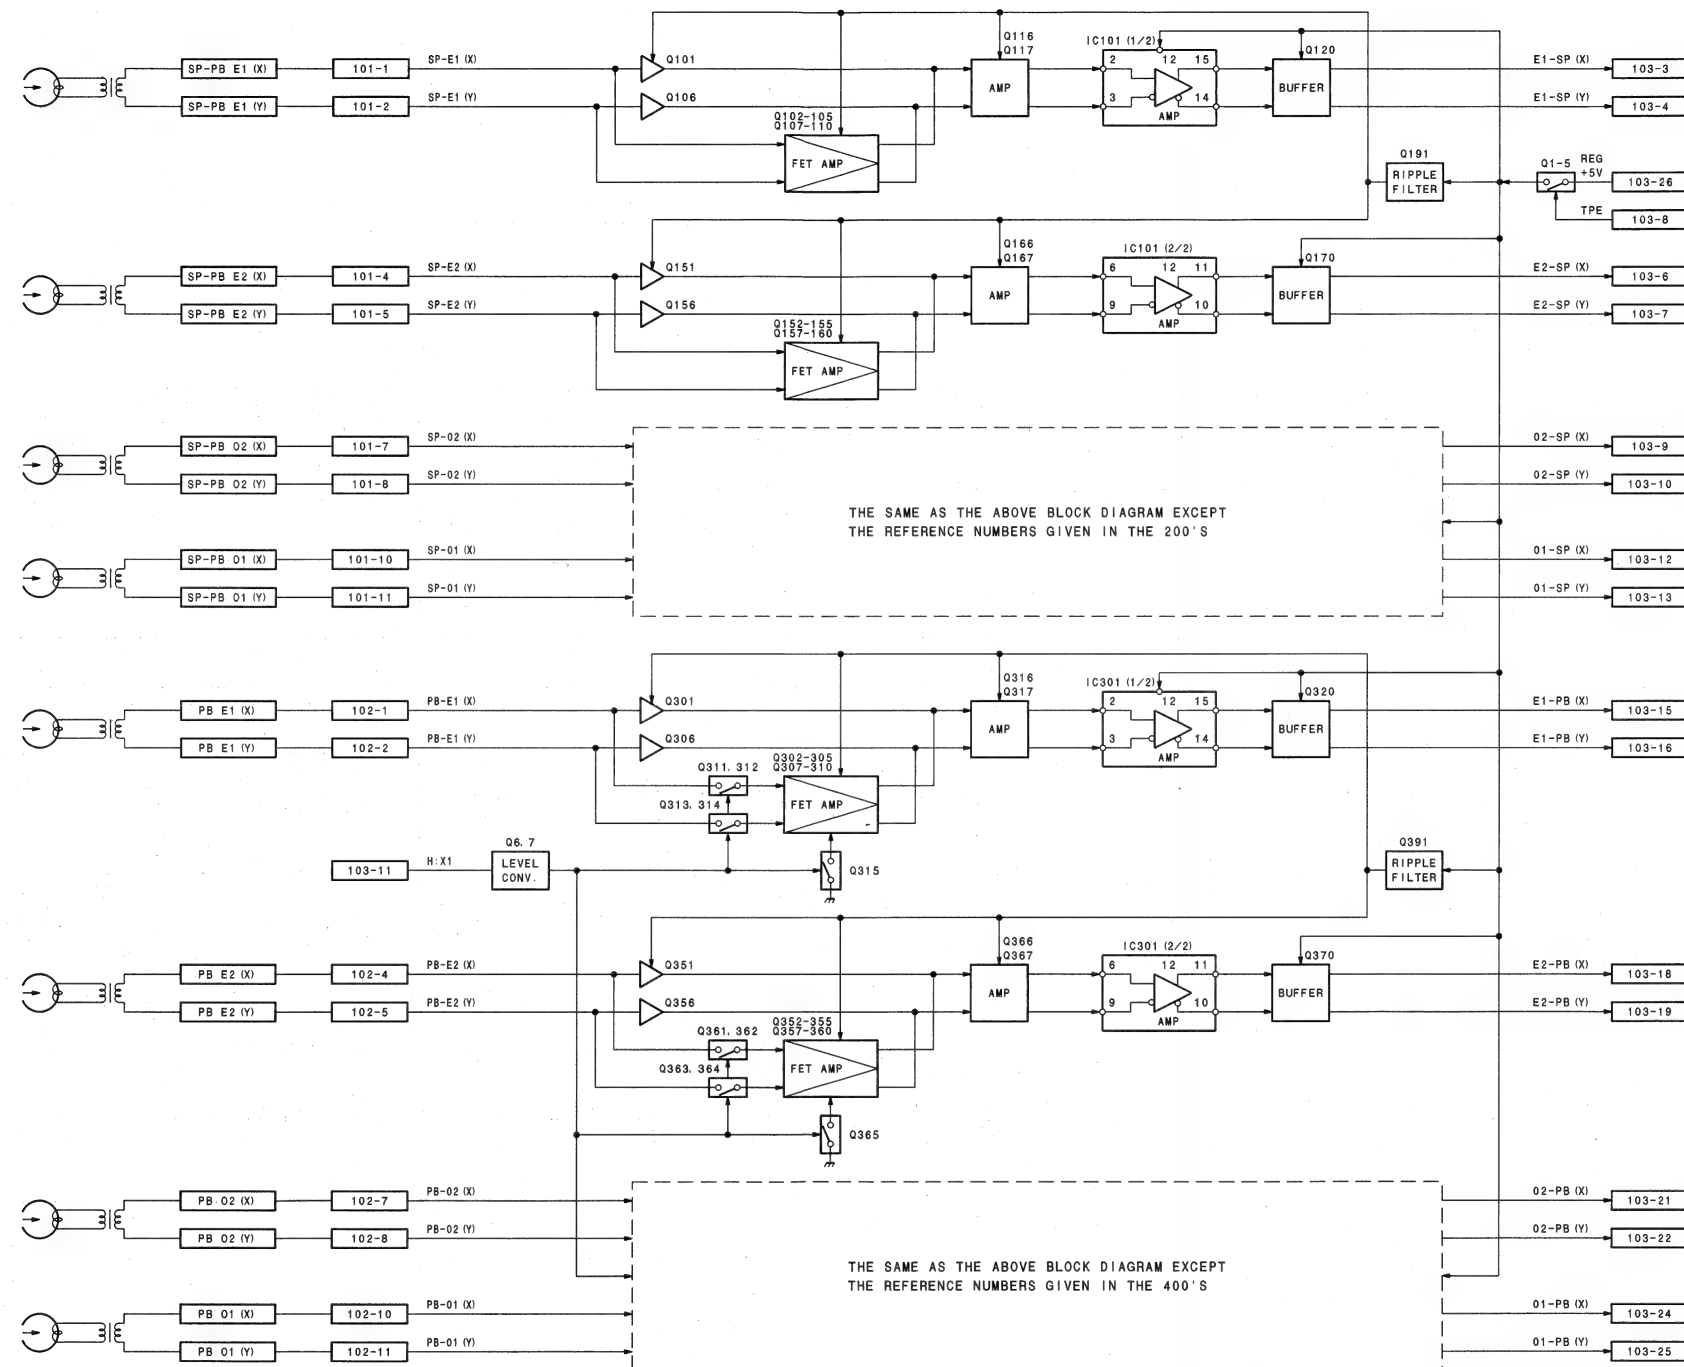 Q116
Q117
IC101 (1/2)
Q120
SP-PB E1 (X)
101-1
SP-E1 (X)
Q101
AMP
2
12
15
BUFFER
E1-SP (X)
103-3
SP-PB E1 (Y)
101-2
SP-E1 (Y)
Q106
3
14
AMP
E1-SP (Y)
103-4
Q102-105
Q107-110
FET AMP
Q191
RIPPLE
FILTER
Q1-5
REG
+5V
103-26
TPE
103-8
Q166
Q167
IC101 (2/2)
Q170
SP-PB E2 (X)
101-4
SP-E2 (X)
Q151
AMP
6
12
11
BUFFER
E2-SP (X)
103-6
SP-PB E2 (Y)
101-5
SP-E2 (Y)
Q156
9
10
AMP
E2-SP (Y)
103-7
Q152-155
Q157-160
FET AMP
SP-PB O2 (X)
101-7
SP-O2 (X)
O2-SP (X)
103-9
SP-PB O2 (Y)
101-8
SP-O2 (Y)
O2-SP (Y)
103-10
THE SAME AS THE ABOVE BLOCK DIAGRAM EXCEPT
THE REFERENCE NUMBERS GIVEN IN THE 200'S
SP-PB O1 (X)
101-10
SP-O1 (X)
O1-SP (X)
103-12
SP-PB O1 (Y)
101-11
SP-O1 (Y)
O1-SP (Y)
103-13
Q316
Q317
IC301 (1/2)
Q320
PB E1 (X)
102-1
PB-E1 (X)
Q301
AMP
2
12
15
BUFFER
E1-PB (X)
103-15
PB E1 (Y)
102-2
PB-E1 (Y)
Q306
3
14
AMP
E1-PB (Y)
103-16
Q311, 312
Q302-305
Q307-310
Q313, 314
FET AMP
103-11
H:X1
Q6, 7
LEVEL
CONV.
Q315
Q391
RIPPLE
FILTER
Q366
Q367
IC301 (2/2)
Q370
PB E2 (X)
102-4
PB-E2 (X)
Q351
AMP
6
12
11
BUFFER
E2-PB (X)
103-18
PB E2 (Y)
102-5
PB-E2 (Y)
Q356
9
10
AMP
E2-PB (Y)
103-19
Q361, 362
Q352-355
Q357-360
Q363, 364
FET AMP
Q365
PB O2 (X)
102-7
PB-O2 (X)
O2-PB (X)
103-21
PB O2 (Y)
102-8
PB-O2 (Y)
O2-PB (Y)
103-22
THE SAME AS THE ABOVE BLOCK DIAGRAM EXCEPT
THE REFERENCE NUMBERS GIVEN IN THE 400'S
PB O1 (X)
102-10
PB-O1 (X)
O1-PB (X)
103-24
PB O1 (Y)
102-11
PB-O1 (Y)
O1-PB (Y)
103-25